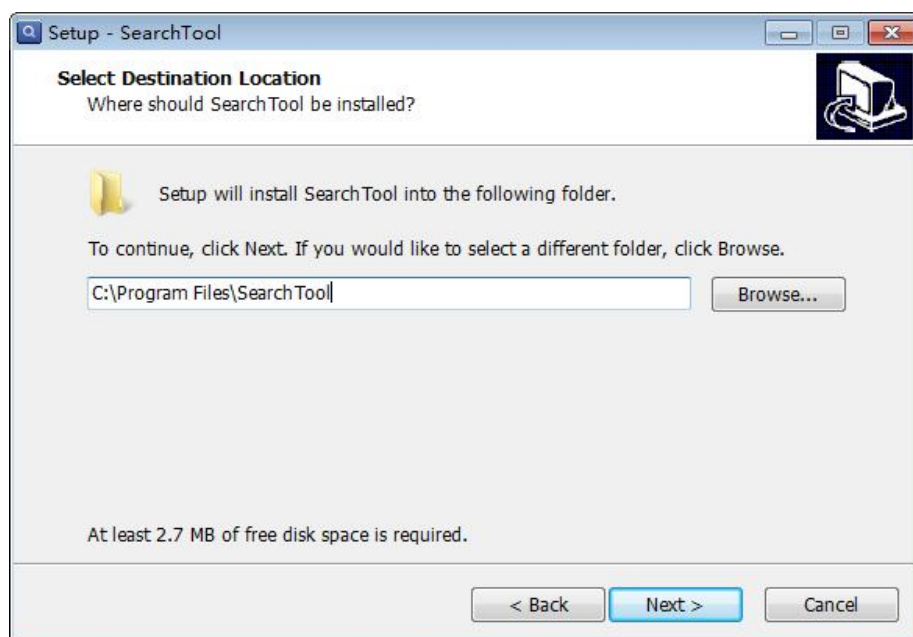 Setup - SearchTool
Select Destination Location
Where should SearchTool be installed?
Setup will install SearchTool into the following folder.
To continue, click Next. If you would like to select a different folder, click Browse.
C:\Program Files\SearchTool
Browse...
At least 2.7 MB of free disk space is required.
< Back
Next >
Cancel